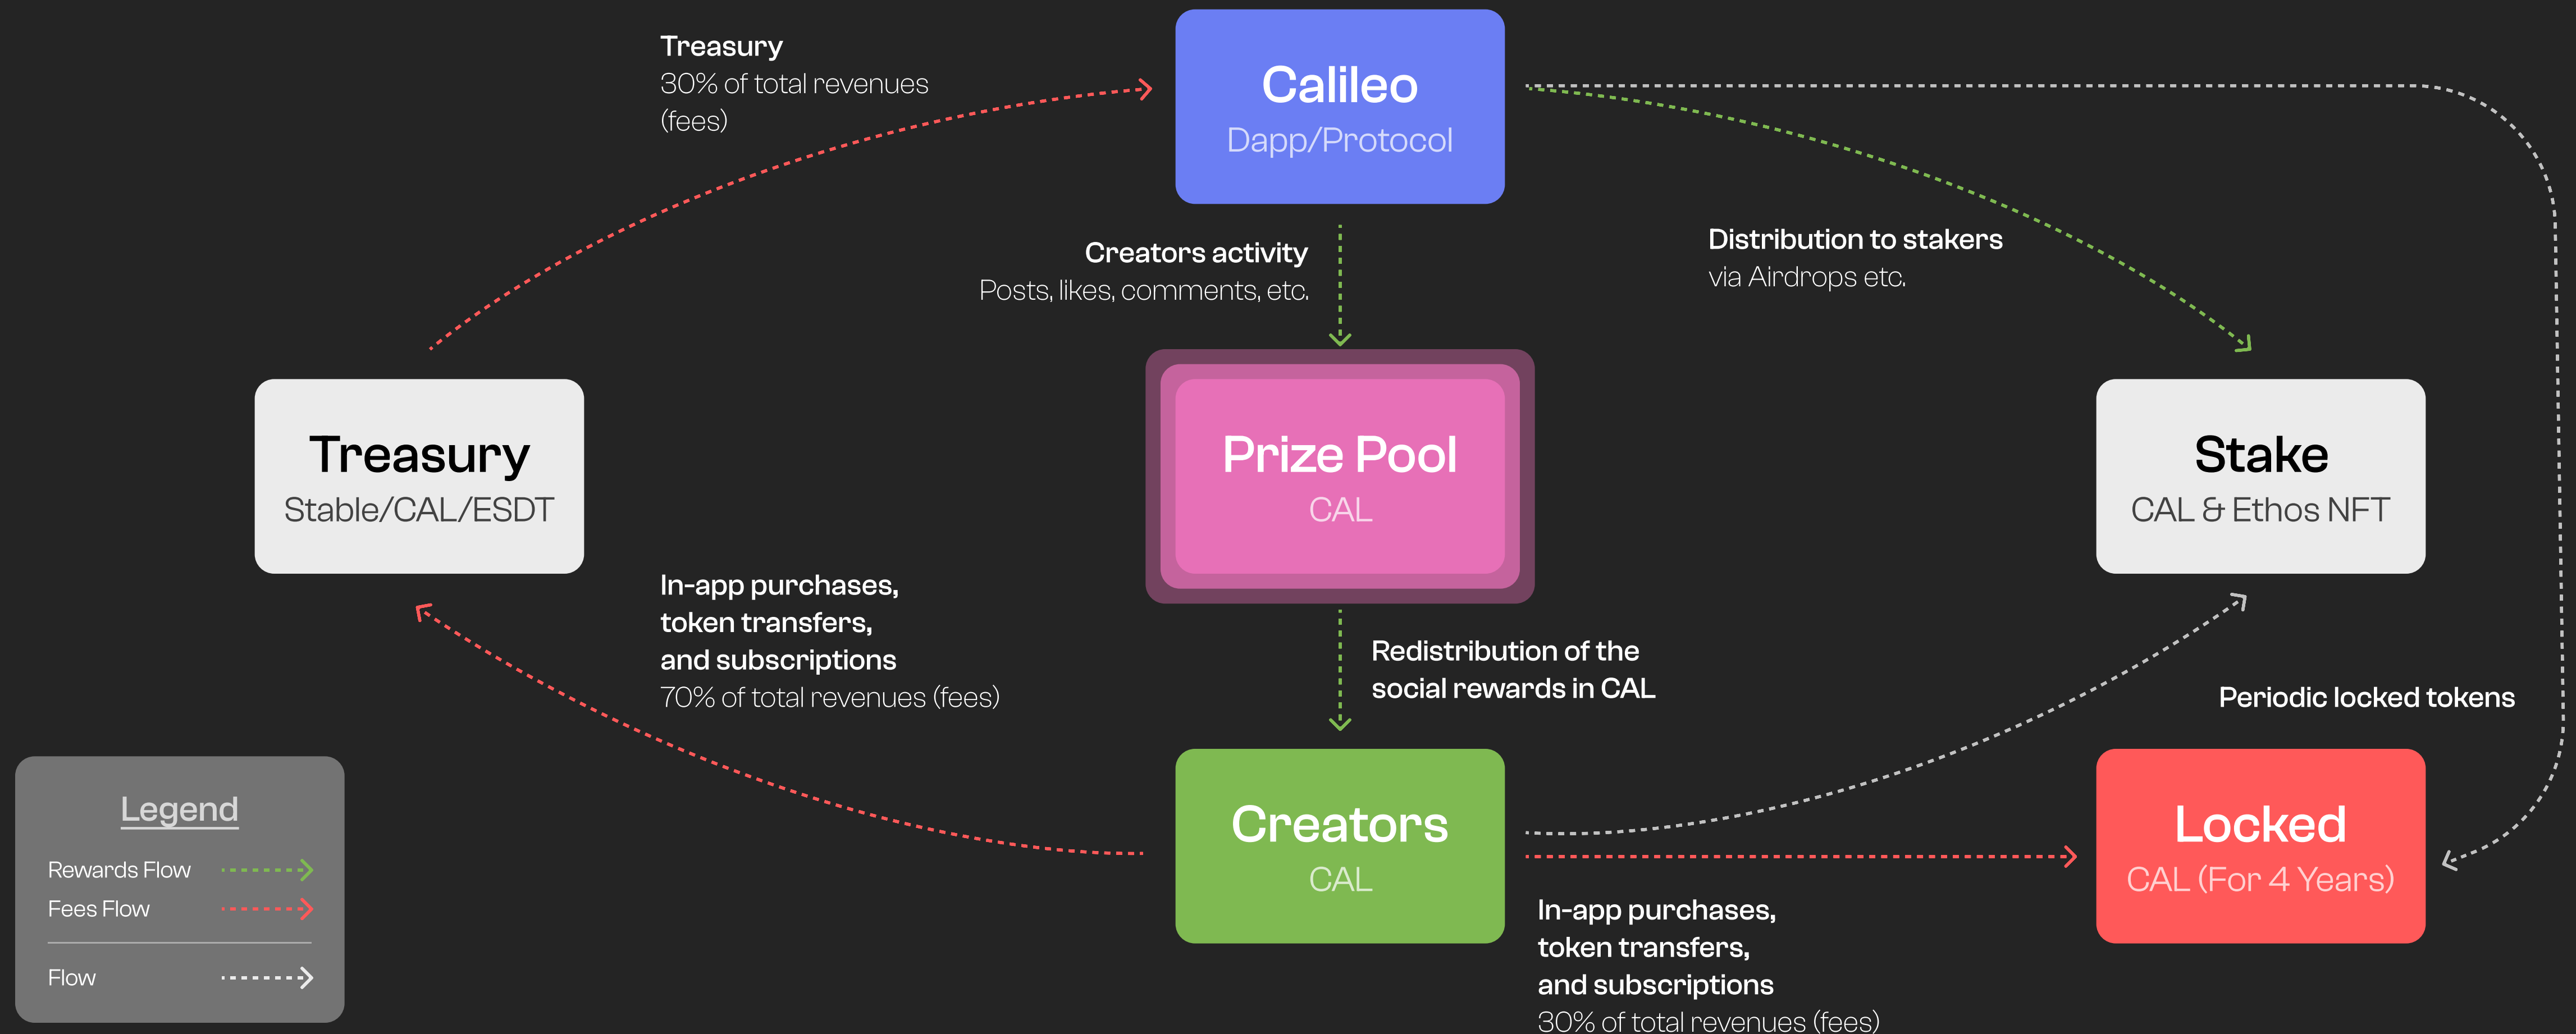 Treasury
30% of total revenues
(fees)
Calileo
Dapp/Protocol
Creators activity
Posts, likes, comments, etc.
Distribution to stakers
via Airdrops etc.
Treasury
Stable/CAL/ESDT
Prize Pool
CAL
Stake
CAL & Ethos NFT
In-app purchases,
token transfers,
and subscriptions
70% of total revenues (fees)
Redistribution of the
social rewards in CAL
Periodic locked tokens
Creators
CAL
Locked
CAL (For 4 Years)
In-app purchases,
token transfers,
and subscriptions
30% of total revenues (fees)
Legend
Rewards Flow
Fees Flow
Flow